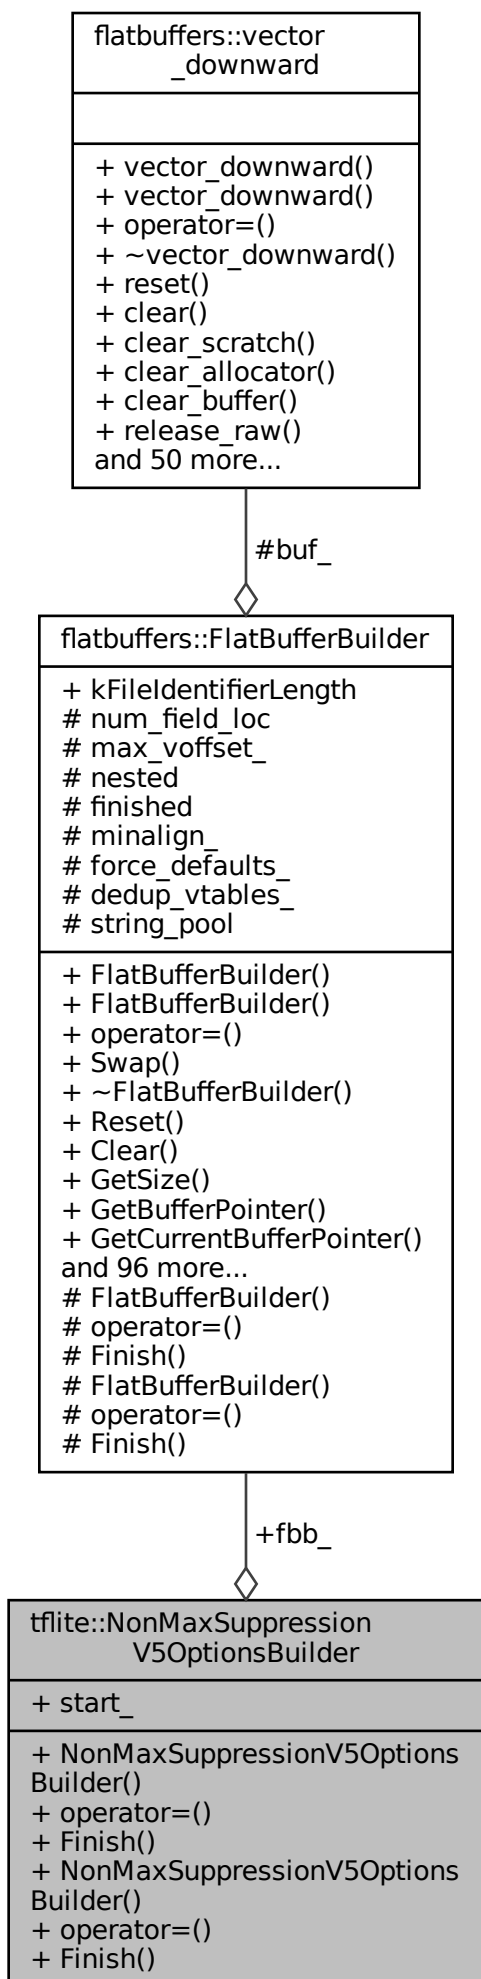 flatbuffers::vector
_downward
+ vector_downward()
+ vector_downward()
+ operator=()
+ ~vector_downward()
+ reset()
+ clear()
+ clear_scratch()
+ clear_allocator()
+ clear_buffer()
+ release_raw()
and 50 more...
#buf_
flatbuffers::FlatBufferBuilder
+ kFileIdentifierLength
# num_field_loc
# max_voffset_
# nested
# finished
# minalign_
# force_defaults_
# dedup_vtables_
# string_pool
+ FlatBufferBuilder()
+ FlatBufferBuilder()
+ operator=()
+ Swap()
+ ~FlatBufferBuilder()
+ Reset()
+ Clear()
+ GetSize()
+ GetBufferPointer()
+ GetCurrentBufferPointer()
and 96 more...
# FlatBufferBuilder()
# operator=()
# Finish()
# FlatBufferBuilder()
# operator=()
# Finish()
+fbb_
tflite::NonMaxSuppression
V5OptionsBuilder
+ start_
+ NonMaxSuppressionV5Options
Builder()
+ operator=()
+ Finish()
+ NonMaxSuppressionV5Options
Builder()
+ operator=()
+ Finish()